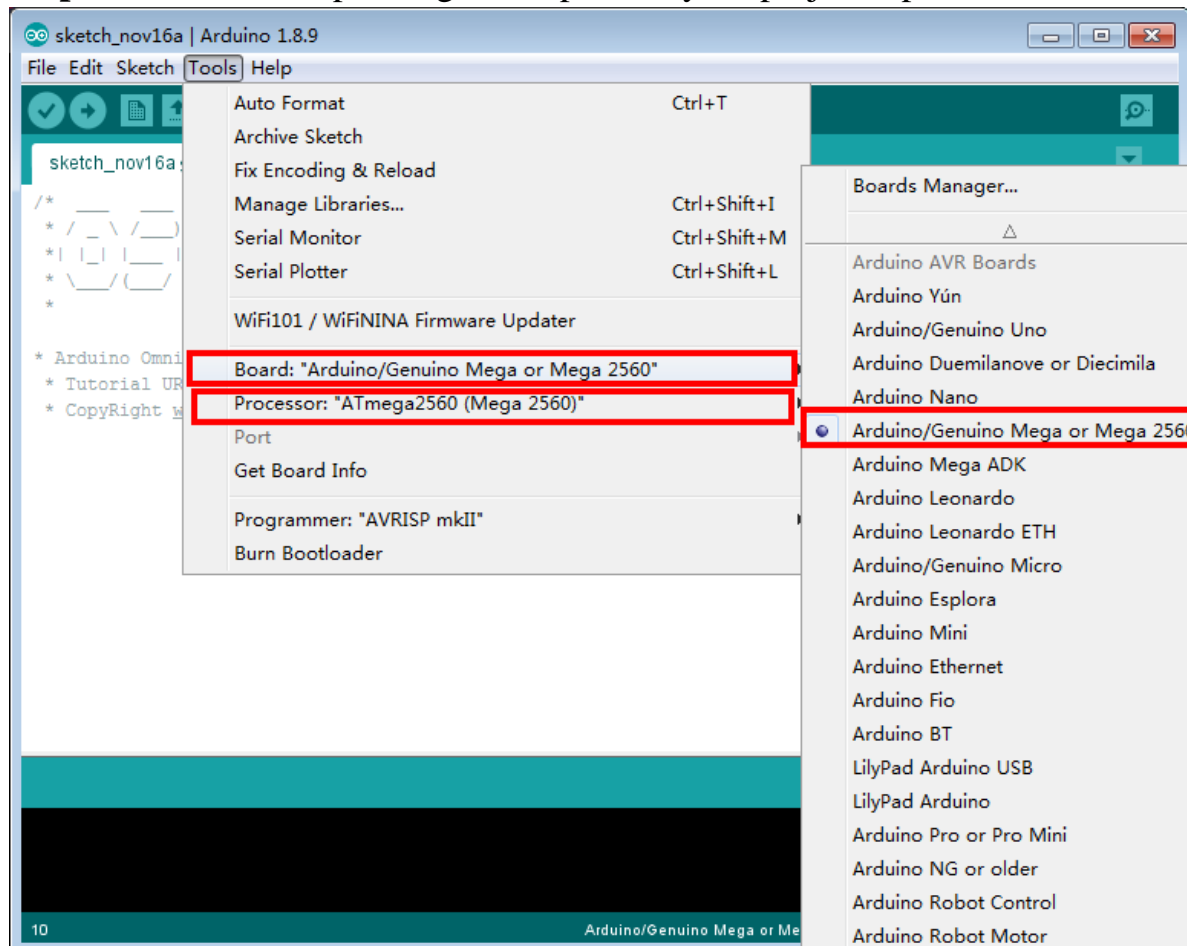 sketch_nov16a | Arduino 1.8.9
File Edit Sketch Tools Help
sketch_nov16a
/* ___ ___
* / _ \ /___)
*| |_| |___ |
* \___/(___/
*
* Arduino Omni
* Tutorial UR
* CopyRight w
Auto Format Ctrl+T
Archive Sketch
Fix Encoding & Reload
Manage Libraries... Ctrl+Shift+I
Serial Monitor Ctrl+Shift+M
Serial Plotter Ctrl+Shift+L
WiFi101 / WiFiNINA Firmware Updater
Board: "Arduino/Genuino Mega or Mega 2560"
Processor: "ATmega2560 (Mega 2560)"
Port
Get Board Info
Programmer: "AVRISP mkII"
Burn Bootloader
Boards Manager...
Arduino AVR Boards
Arduino Yún
Arduino/Genuino Uno
Arduino Duemilanove or Diecimila
Arduino Nano
Arduino/Genuino Mega or Mega 256
Arduino Mega ADK
Arduino Leonardo
Arduino Leonardo ETH
Arduino/Genuino Micro
Arduino Esplora
Arduino Mini
Arduino Ethernet
Arduino Fio
Arduino BT
LilyPad Arduino USB
LilyPad Arduino
Arduino Pro or Pro Mini
Arduino NG or older
Arduino Robot Control
Arduino Robot Motor
10 Arduino/Genuino Mega or Me